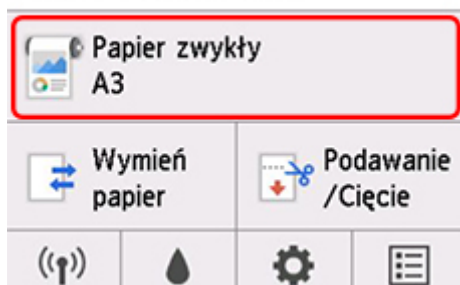 Papier zwykły
A3
Wymień
papier
Podawanie
/Cięcie